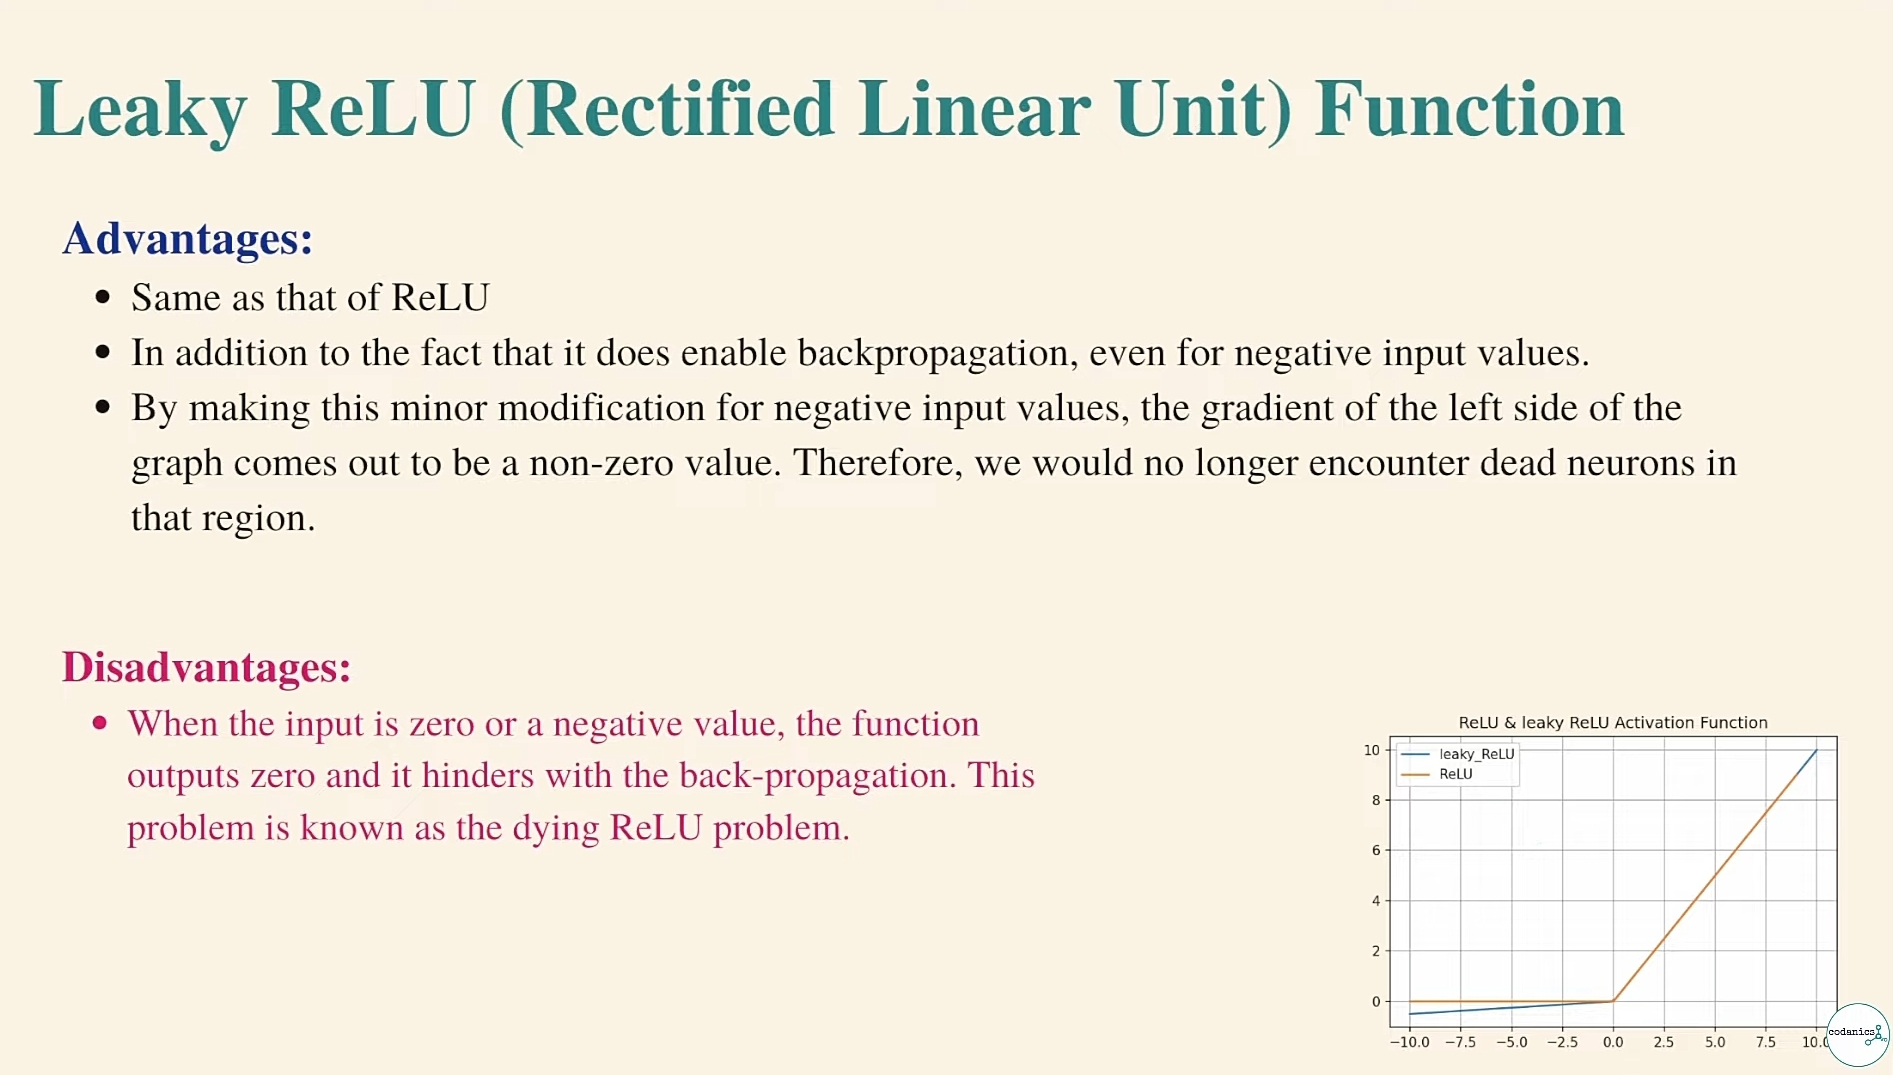 Leaky ReLU (Rectified Linear Unit) Function
Advantages:
• Same as that of ReLU
• In addition to the fact that it does enable backpropagation, even for negative input values.
• By making this minor modification for negative input values, the gradient of the left side of the
graph comes out to be a non-zero value. Therefore, we would no longer encounter dead neurons in
that region.
Disadvantages:
• When the input is zero or a negative value, the function
outputs zero and it hinders with the back-propagation. This
problem is known as the dying ReLU problem.
ReLU & leaky ReLU Activation Function
leaky_ReLU
ReLU
10
8
6
4
2
0
−10.0 −7.5 −5.0 −2.5 0.0 2.5 5.0 7.5
codanics